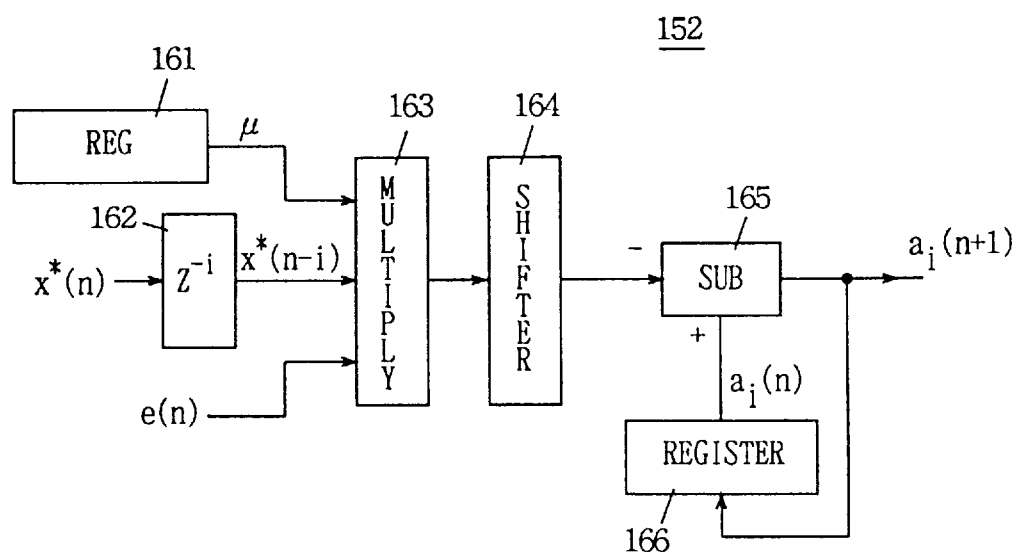 152
161
REG
μ
162
x*(n)
Z^-i
x*(n-i)
e(n)
163
MULTIPLY
164
SHIFTER
-
165
SUB
+
a_i(n+1)
a_i(n)
REGISTER
166